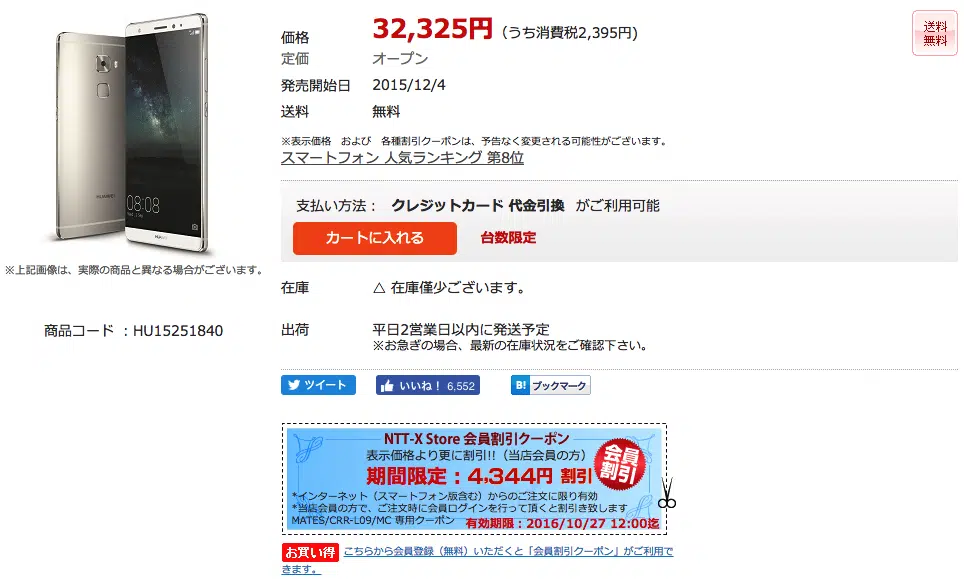 価格 32,325円 (うち消費税2,395円)
送料
無料
定価 オープン
発売開始日 2015/12/4
送料 無料
※表示価格 および 各種割引クーポンは、予告なく変更される可能性がございます。
スマートフォン 人気ランキング 第8位
支払い方法： クレジットカード 代金引換 がご利用可能
カートに入れる 台数限定
08:08
HUAWEI
HUAWEI
※上記画像は、実際の商品と異なる場合がございます。
商品コード ：HU15251840
在庫 △ 在庫僅少ございます。
出荷 平日2営業日以内に発送予定
※お急ぎの場合、最新の在庫状況をご確認下さい。
ツイート いいね！ 6,552 B! ブックマーク
NTT-X Store 会員割引クーポン
表示価格より更に割引!!（当店会員の方）
期間限定：4,344円 割引
会員
割引
*インターネット（スマートフォン版含む）からのご注文に限り有効
*当店会員の方で、ご注文時に会員ログインを行って頂くと割引き致します
MATES/CRR-L09/MC 専用クーポン 有効期限：2016/10/27 12:00迄
お買い得 こちらから会員登録（無料）いただくと「会員割引クーポン」がご利用で
きます。